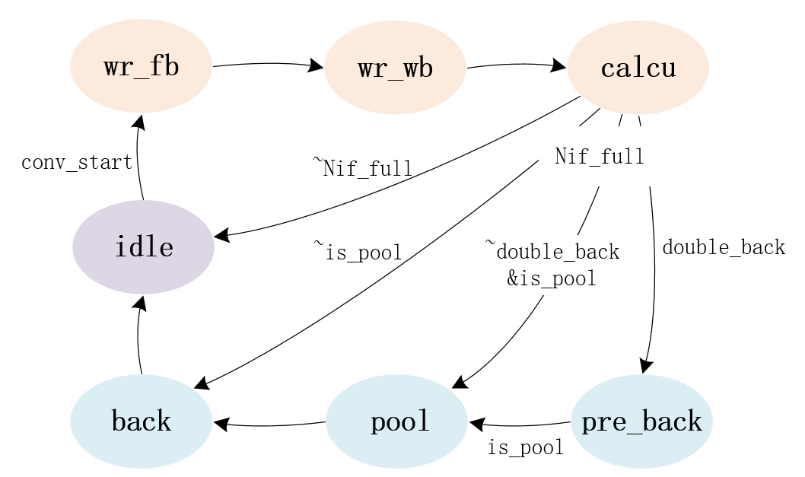 wr_fb
wr_wb
calcu
conv_start
~Nif_full
Nif_full
idle
~is_pool
~double_back
&is_pool
double_back
back
pool
pre_back
is_pool